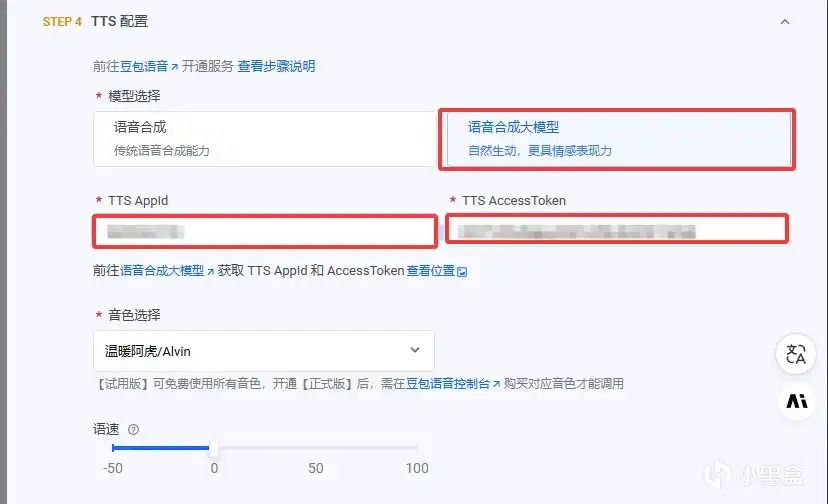 STEP 4 TTS 配置
前往豆包语音 开通服务 查看步骤说明
* 模型选择
语音合成
传统语音合成能力
语音合成大模型
自然生动，更具情感表现力
* TTS AppId
* TTS AccessToken
前往语音合成大模型 获取 TTS AppId 和 AccessToken 查看位置
* 音色选择
温暖阿虎/Alvin
【试用版】可免费使用所有音色，开通【正式版】后，需在豆包语音控制台 购买对应音色才能调用
语速
-50 0 50 100
文A
Ai
小黑盒